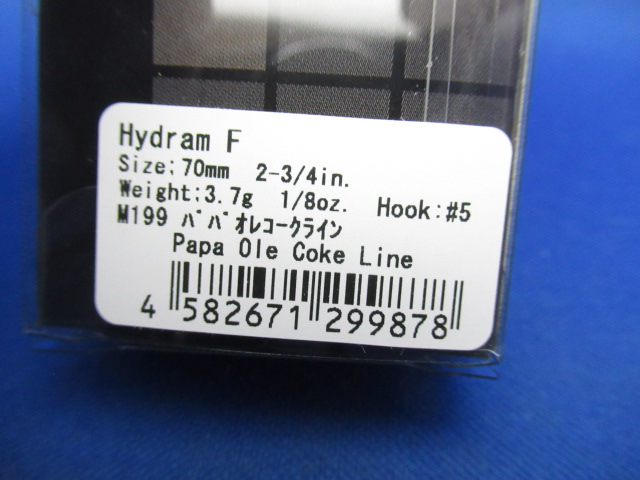 Hydram F
Size:70mm 2-3/4in.
Weight:3.7g 1/8oz. Hook:#5
M199 ﾊﾟﾊﾟｵﾚｺｰｸﾗｲﾝ
Papa Ole Coke Line
4 582671 299878